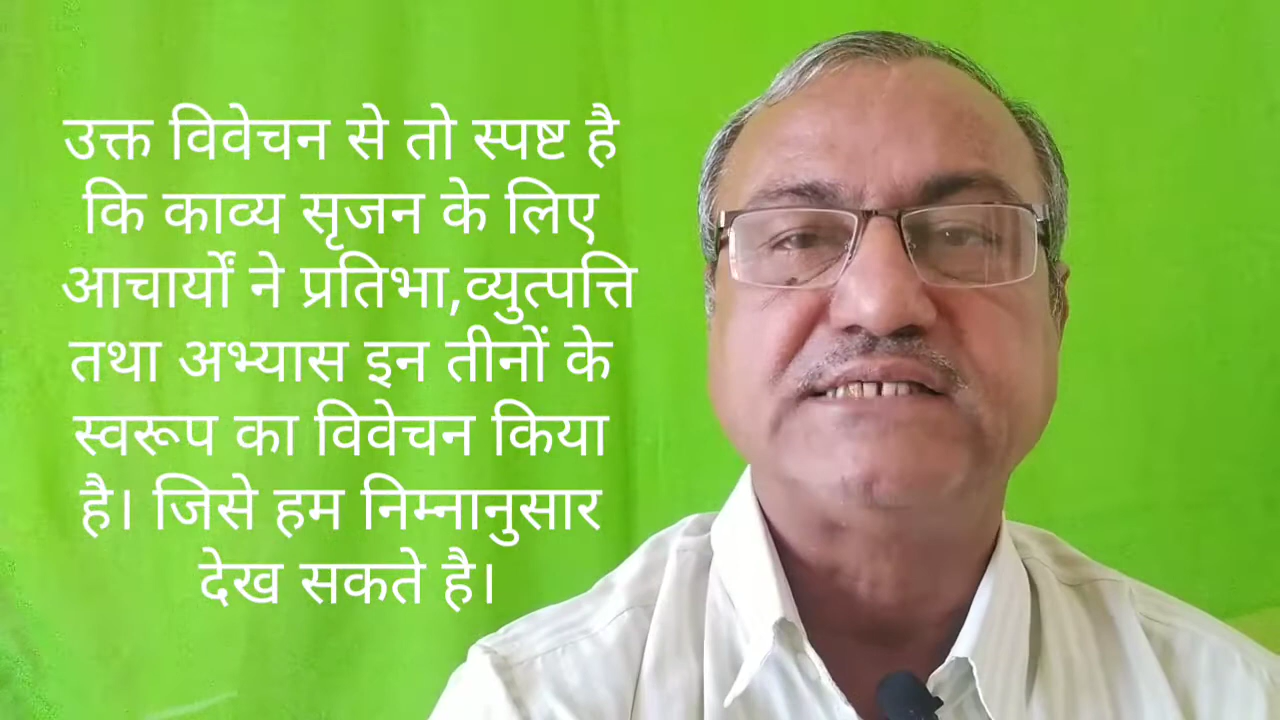 उक्त विवेचन से तो स्पष्ट है
कि काव्य सृजन के लिए
आचार्यों ने प्रतिभा,व्युत्पत्ति
तथा अभ्यास इन तीनों के
स्वरूप का विवेचन किया
है। जिसे हम निम्नानुसार
देख सकते है।